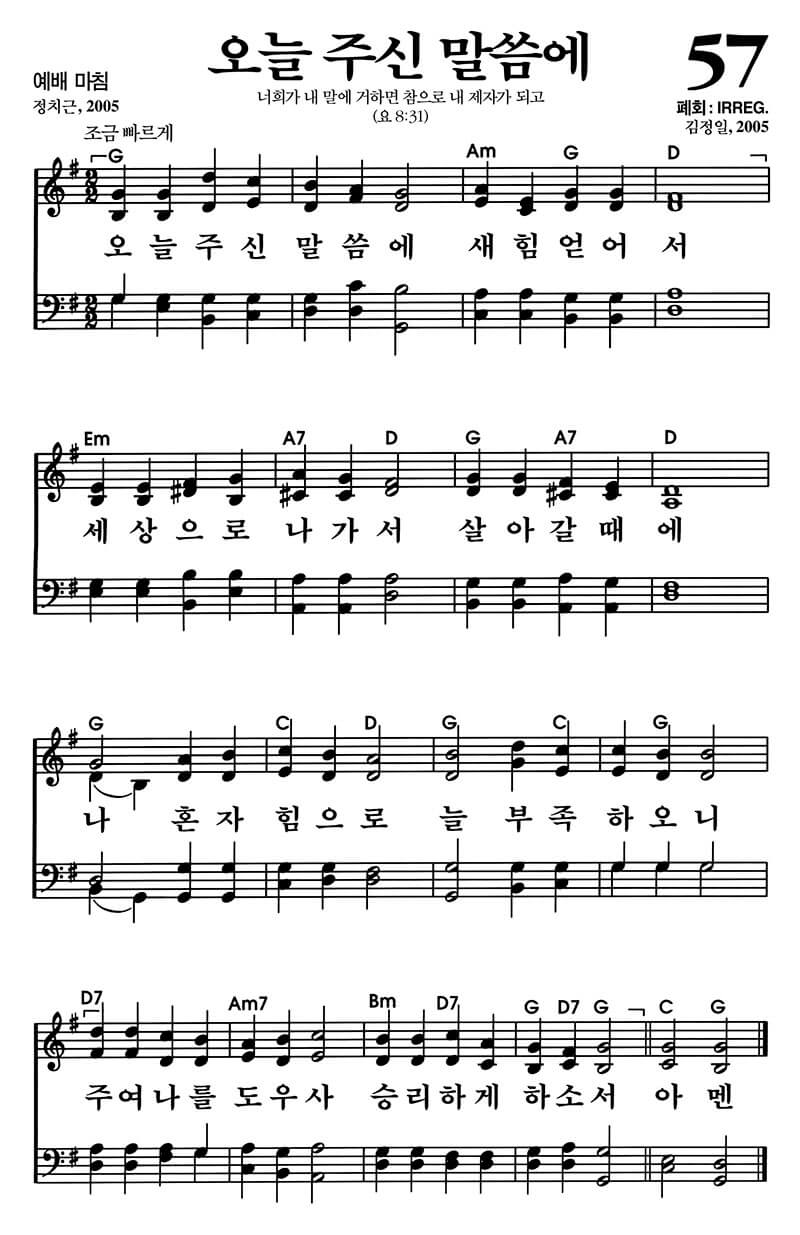 오늘 주신 말씀에
57
예배 마침
너희가 내 말에 거하면 참으로 내 제자가 되고
(요 8:31)
정치근, 2005
폐회: IRREG.
김정일, 2005
조금 빠르게
G Am G D
2 2
오 늘 주 신 말 씀 에 새 힘 얻 어 서
2 2
Em A7 D G A7 D
세 상 으 로 나 가 서 살 아 갈 때 에
G C D G C G
나 혼 자 힘 으 로 늘 부 족 하 오 니
D7 Am7 Bm D7 G D7 G C G
주 여 나 를 도 우 사 승 리 하 게 하 소 서 아 멘